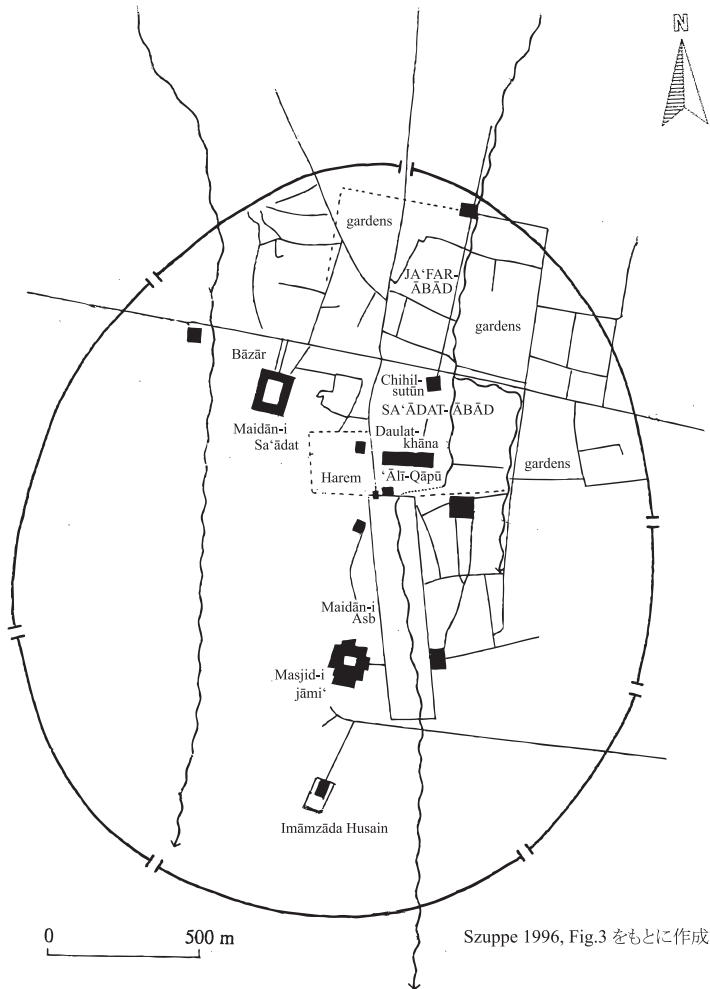 N
gardens
JA‘FAR-
ĀBĀD
gardens
Bāzār
Chihil-
sutūn
Maidān-i
Sa‘ādat
SA‘ĀDAT-ĀBĀD
Daulat-
khāna
Harem
‘Ālī-Qāpū
gardens
Maidān-i
Asb
Masjid-i
jāmi‘
Imāmzāda Husain
0 500 m
Szuppe 1996, Fig.3 をもとに作成